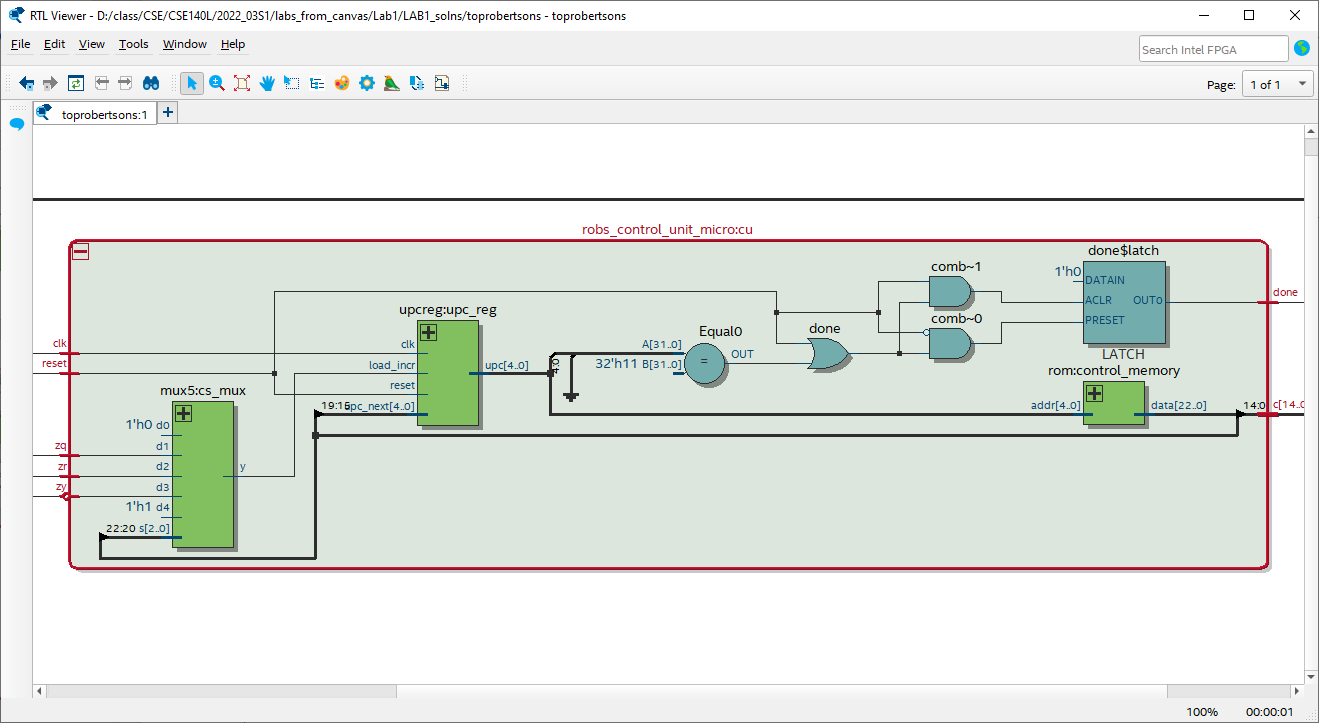 RTL Viewer - D:/class/CSE/CSE140L/2022_03S1/labs_from_canvas/Lab1/LAB1_solns/toprobertsons - toprobertsons
File Edit View Tools Window Help
Search Intel FPGA
Page: 1 of 1
toprobertsons:1
robs_control_unit_micro:cu
done$latch
comb~1
1'h0
DATAIN
ACLR OUT0
PRESET
LATCH
done
upcreg:upc_reg
clk
load_incr
reset
upc_next[4..0]
upc[4..0]
19:15
4:0
Equal0
A[31..0]
32'h11 B[31..0]
=
OUT
done
comb~0
rom:control_memory
addr[4..0]
data[22..0]
14:0
c[14..0
clk
reset
mux5:cs_mux
1'h0 do
d1
d2
d3
1'h1 d4
22:20 s[2..0]
y
zq
zr
zy
100% 00:00:01